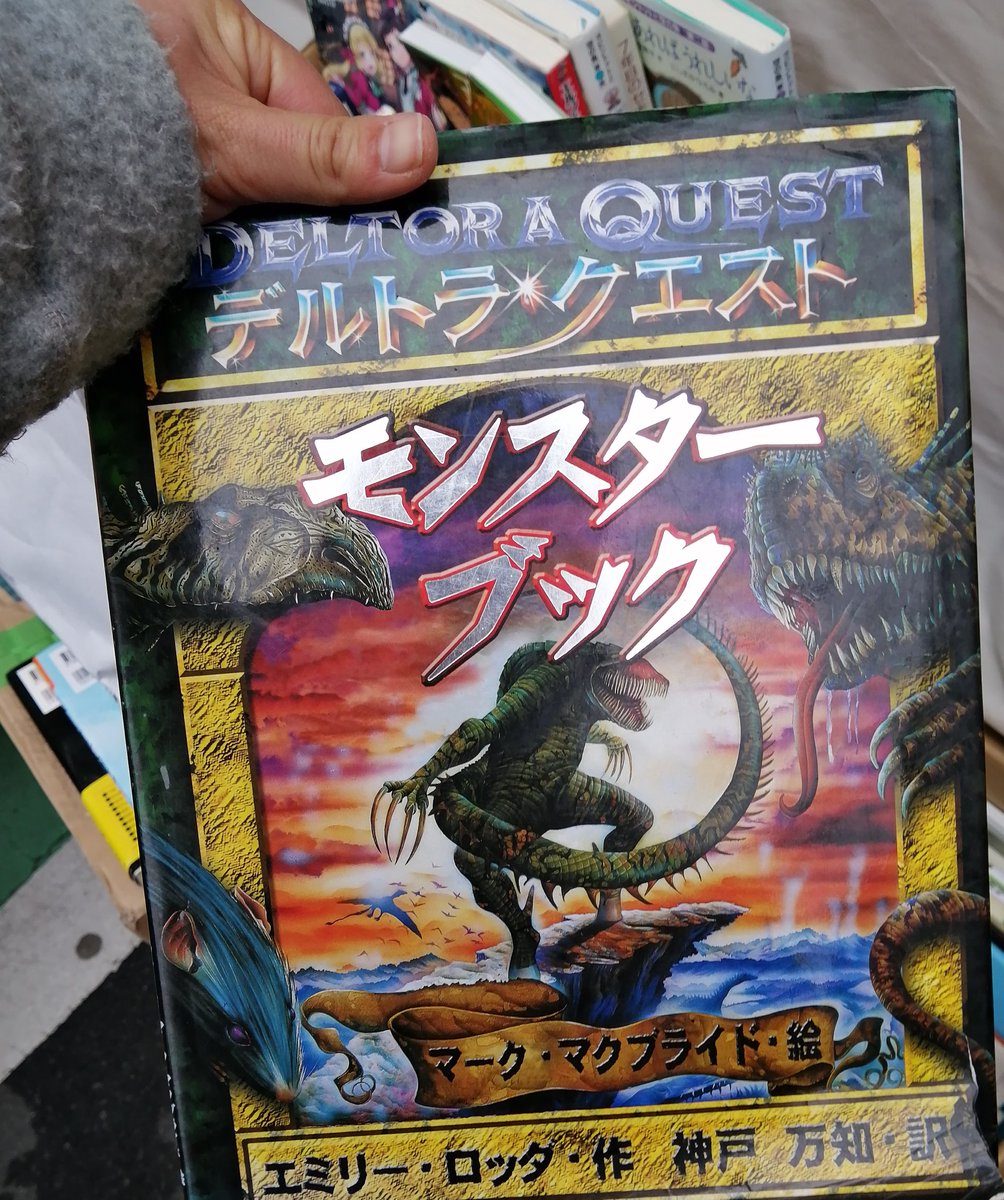 DELTORA QUEST
デルトラ・クエスト
モンスター
ブック
マーク・マクブライド・絵
エミリー・ロッダ・作 神戸 万知・訳